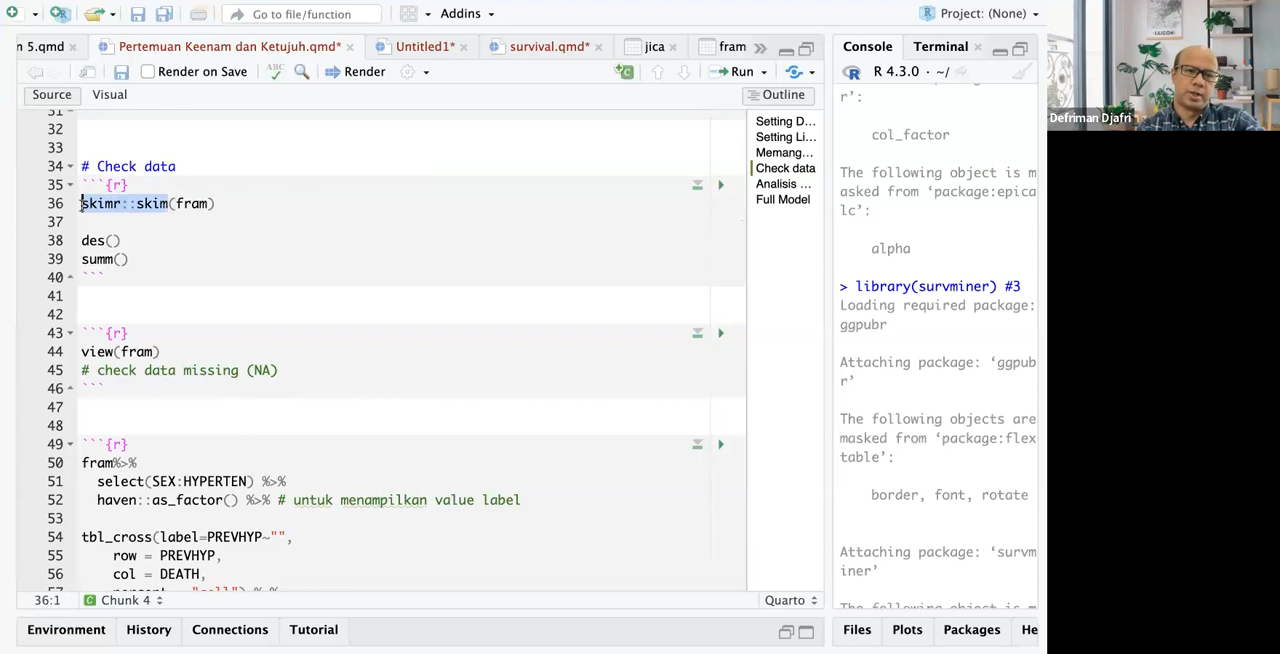 Go to file/function
Addins
Project: (None)
n 5.qmd
Pertemuan Keenam dan Ketujuh.qmd*
Untitled1*
survival.qmd*
jica
fram
Render on Save
ABC
Render
Run
Source
Visual
Outline
31
32
33
34 # Check data
35 ```{r}
36 skimr::skim(fram)
37
38 des()
39 summ()
40 ```
41
42
43 ```{r}
44 view(fram)
45 # check data missing (NA)
46 ```
47
48
49 ```{r}
50 fram%>%
51 select(SEX:HYPERTEN) %>%
52 haven::as_factor() %>% # untuk menampilkan value label
53
54 tbl_cross(label=PREVHYP~"",
55 row = PREVHYP,
56 col = DEATH,
57
36:1
Chunk 4
Quarto
Setting D...
Setting Li...
Memang...
Check data
Analisis ...
Full Model
Environment
History
Connections
Tutorial
Console
Terminal
R 4.3.0 · ~/
r’:
col_factor
The following object is m
asked from ‘package:epica
lc’:
alpha
> library(survminer) #3
Loading required package:
ggpubr
Attaching package: ‘ggpub
r’
The following objects are
masked from ‘package:flex
table’:
border, font, rotate
Attaching package: ‘survm
iner’
Files
Plots
Packages
He
Defriman Djafri